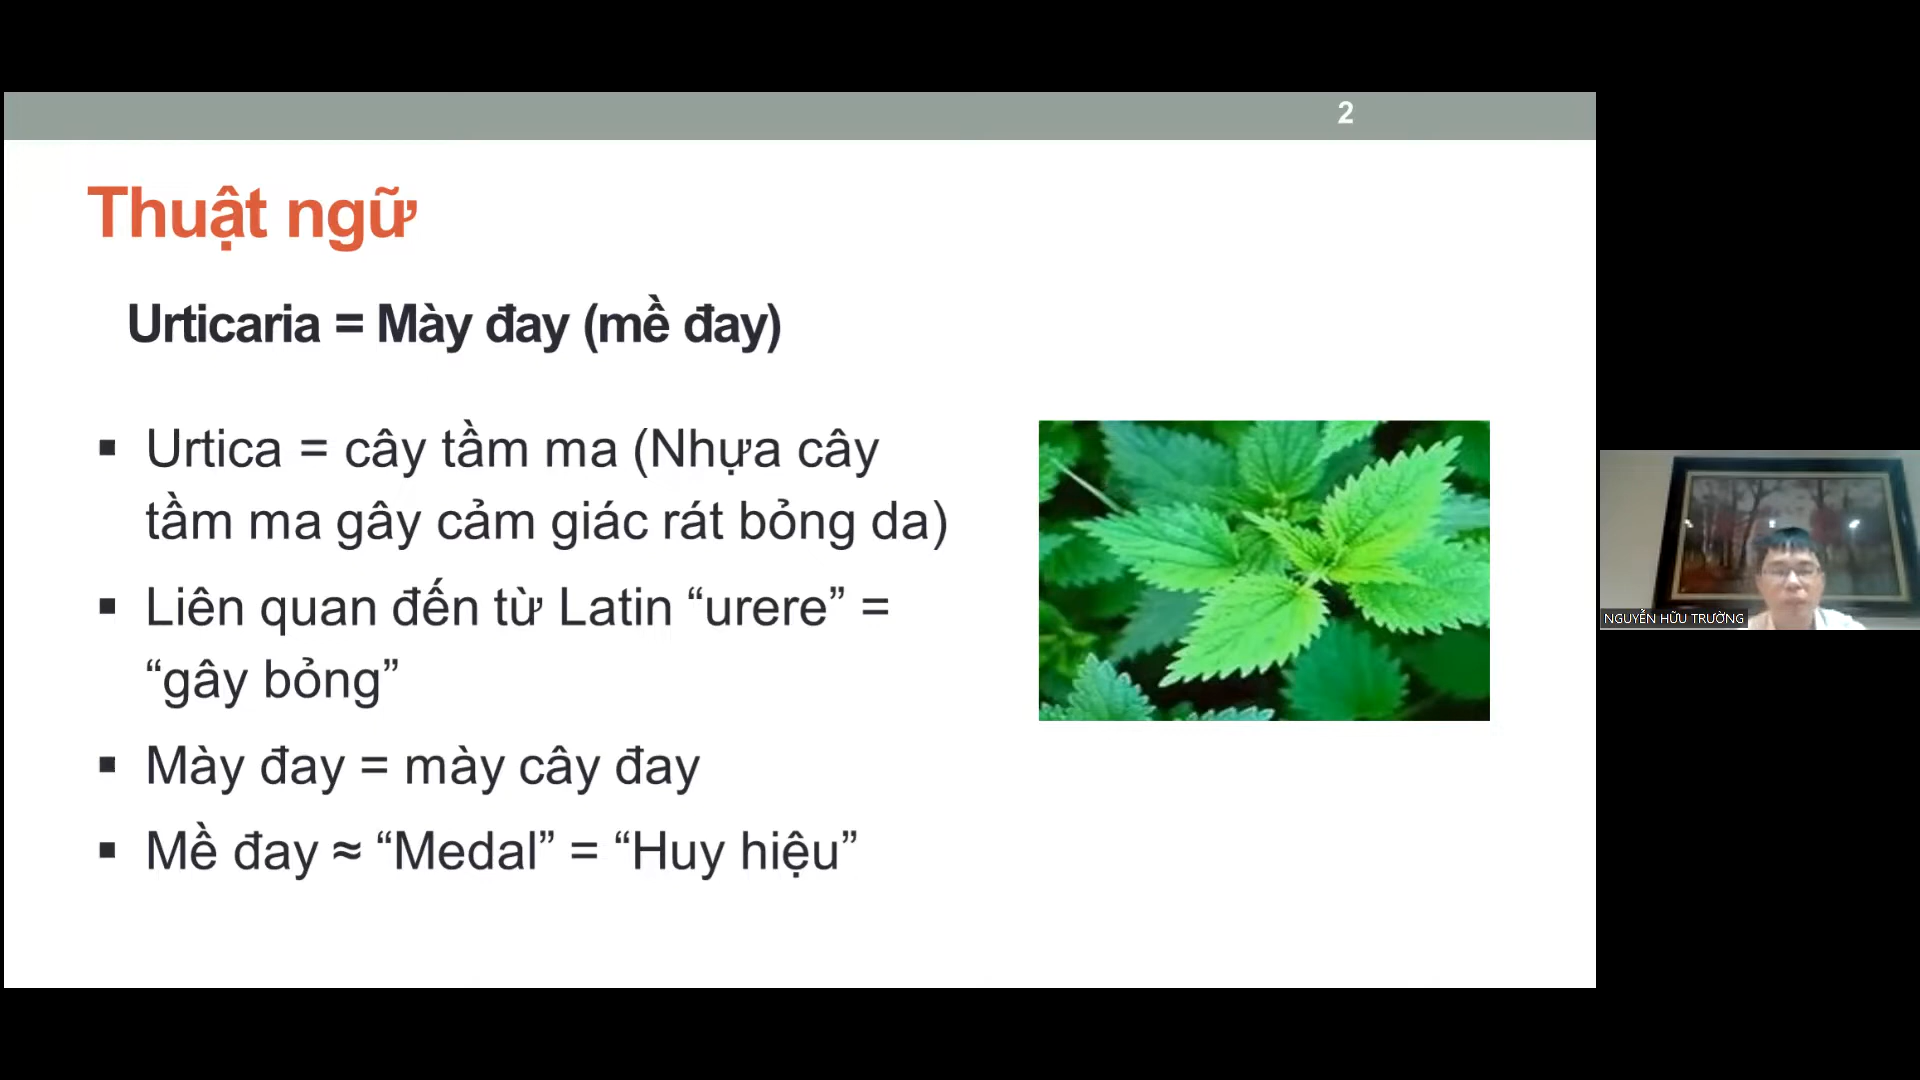 2
Thuật ngữ
Urticaria = Mày đay (mề đay)
▪ Urtica = cây tầm ma (Nhựa cây
tầm ma gây cảm giác rát bỏng da)
▪ Liên quan đến từ Latin “urere” =
“gây bỏng”
▪ Mày đay = mày cây đay
▪ Mề đay ≈ “Medal” = “Huy hiệu”
NGUYỄN HỮU TRƯỜNG